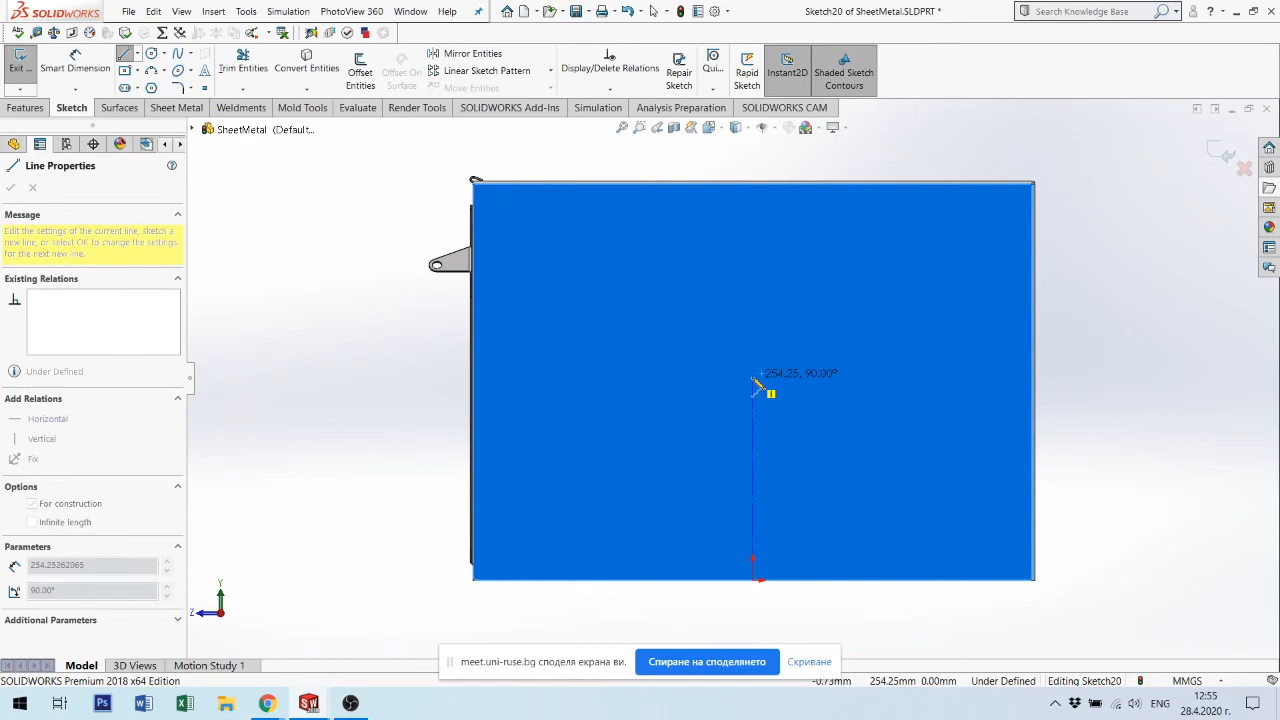 SOLIDWORKS File Edit View Insert Tools Simulation PhotoView 360 Window Help Sketch20 of SheetMetal.SLDPRT * Search Knowledge Base
Exit ... Smart Dimension Trim Entities Convert Entities Offset Entities Offset On Surface Mirror Entities Linear Sketch Pattern Move Entities Display/Delete Relations Repair Sketch Qui... Rapid Sketch Instant2D Shaded Sketch Contours
Features Sketch Surfaces Sheet Metal Weldments Mold Tools Evaluate Render Tools SOLIDWORKS Add-Ins Simulation Analysis Preparation SOLIDWORKS CAM
SheetMetal (Default...
Line Properties
Message
Edit the settings of the current line, sketch a
new line, or select OK to change the settings
for the next new line.
Existing Relations
Under Defined
Add Relations
Horizontal
Vertical
Fix
Options
For construction
Infinite length
Parameters
254.25262065
90.00°
Additional Parameters
254.25, 90.00°
Y
Z
meet.uni-ruse.bg споделя екрана ви. Спиране на споделянето Скриване
Model 3D Views Motion Study 1
SOLIDWORKS Premium 2018 x64 Edition -0.73mm 254.25mm 0.00mm Under Defined Editing Sketch20 MMGS
ENG 12:55
28.4.2020 г.